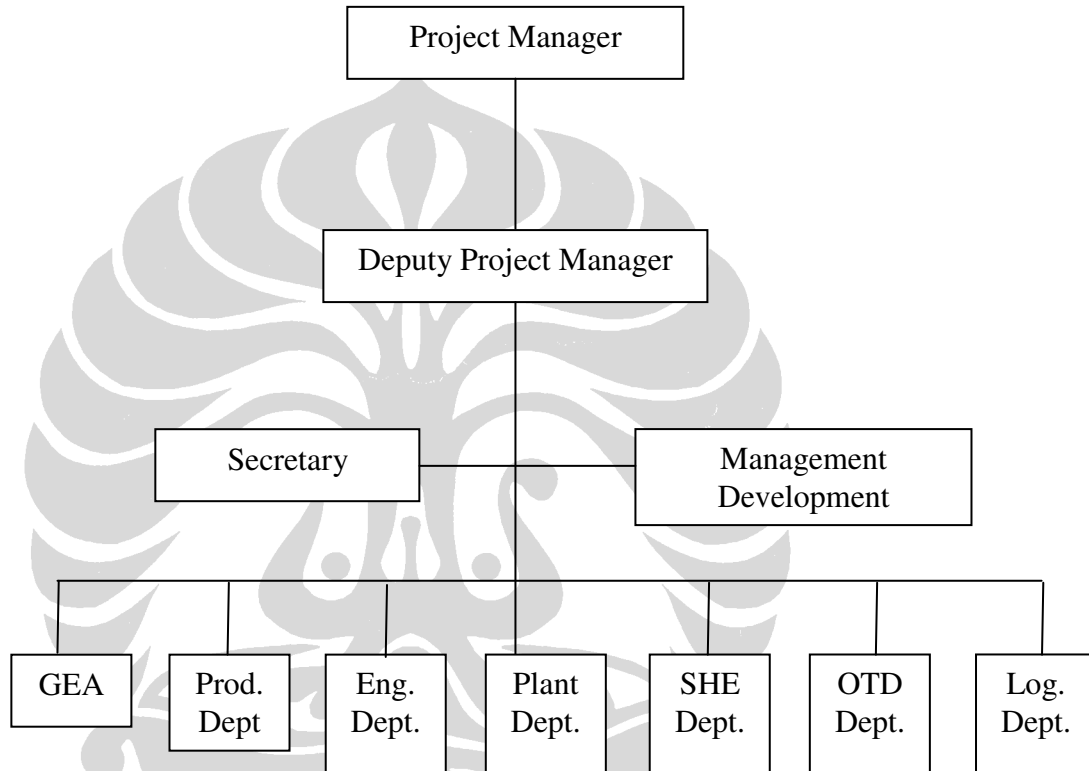 Project Manager
Deputy Project Manager
Secretary
Management
Development
GEA
Prod.
Dept
Eng.
Dept.
Plant
Dept.
SHE
Dept.
OTD
Dept.
Log.
Dept.